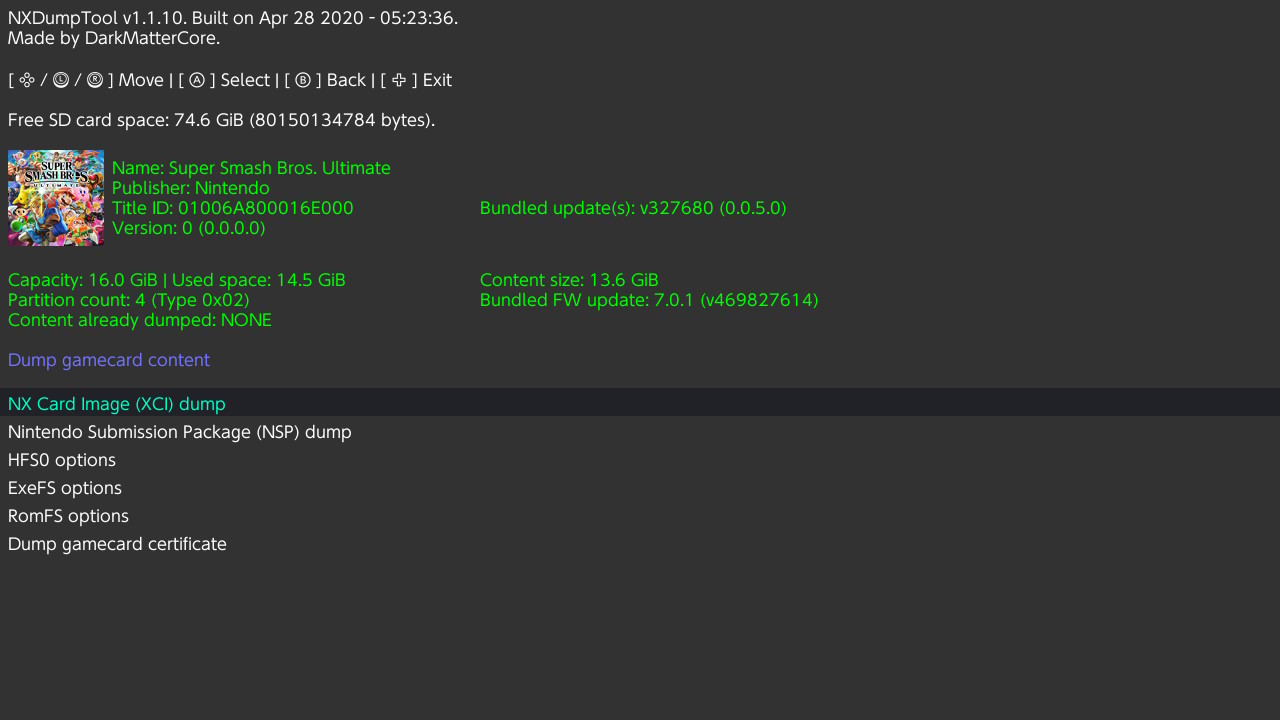 NXDumpTool v1.1.10. Built on Apr 28 2020 - 05:23:36.
Made by DarkMatterCore.
[ / L / R ] Move | [ A ] Select | [ B ] Back | [ ] Exit
Free SD card space: 74.6 GiB (80150134784 bytes).
SUPER
SMASH BROS.
ULTIMATE
Name: Super Smash Bros. Ultimate
Publisher: Nintendo
Title ID: 01006A800016E000 Bundled update(s): v327680 (0.0.5.0)
Version: 0 (0.0.0.0)
Capacity: 16.0 GiB | Used space: 14.5 GiB Content size: 13.6 GiB
Partition count: 4 (Type 0x02) Bundled FW update: 7.0.1 (v469827614)
Content already dumped: NONE
Dump gamecard content
NX Card Image (XCI) dump
Nintendo Submission Package (NSP) dump
HFS0 options
ExeFS options
RomFS options
Dump gamecard certificate